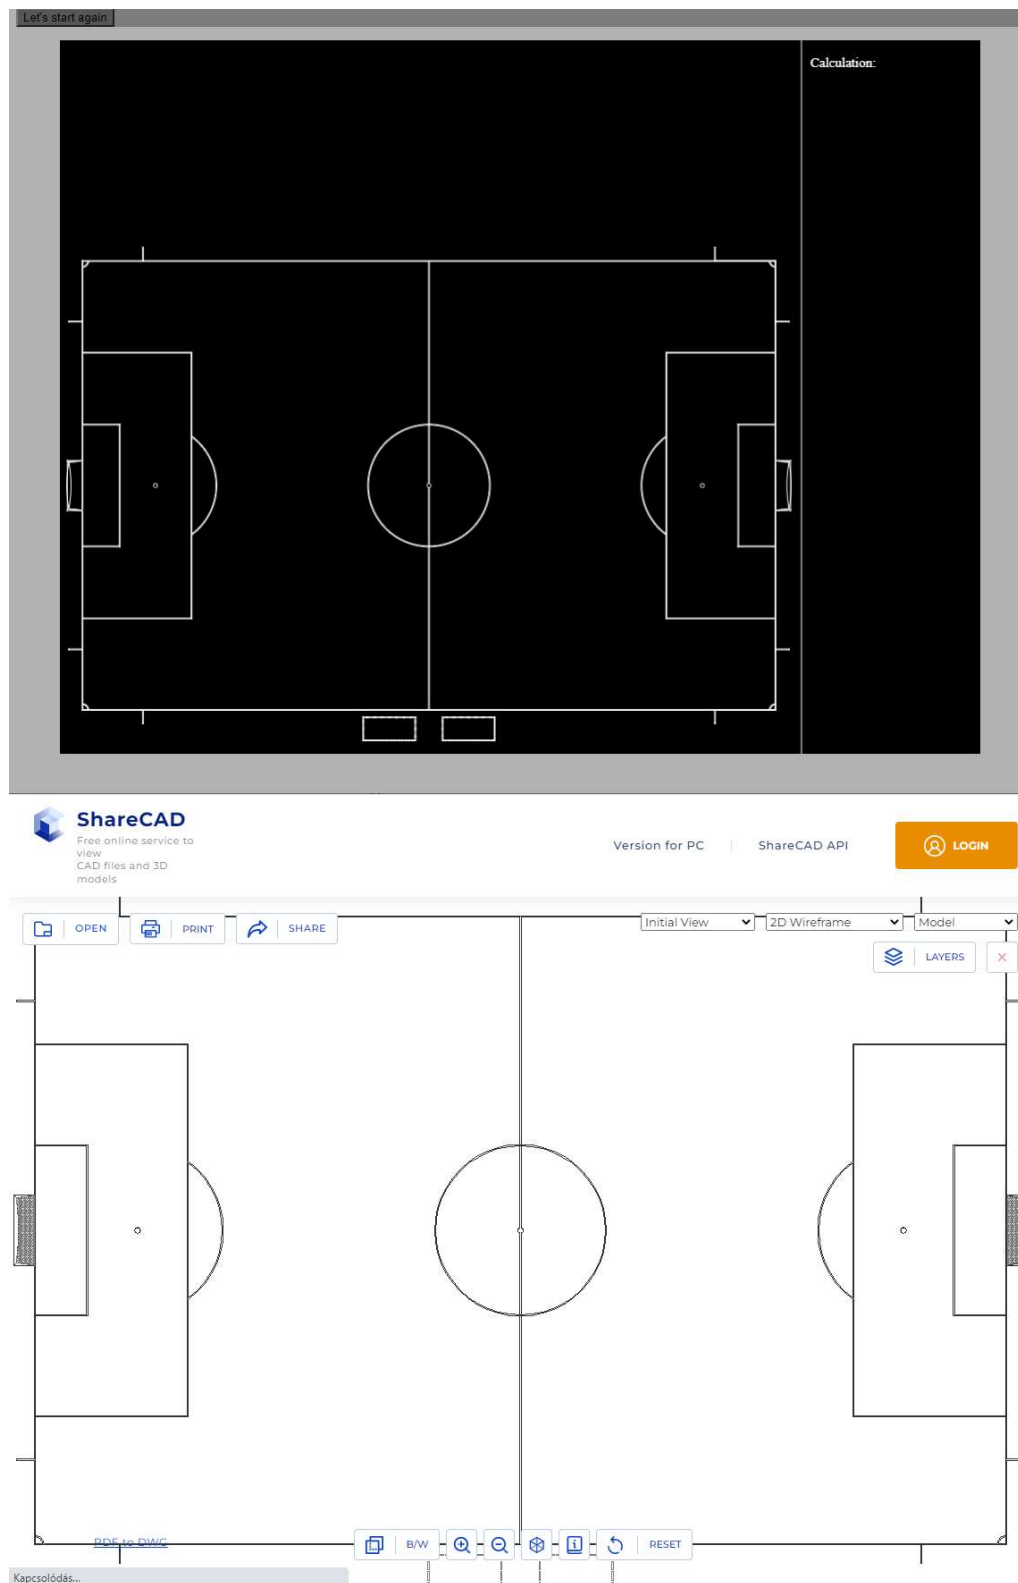 Let's start again
Calculation:
ShareCAD
Free online service to
view
CAD files and 3D
models
Version for PC
ShareCAD API
LOGIN
OPEN
PRINT
SHARE
Initial View
2D Wireframe
Model
LAYERS
PDF to DWG
B/W
RESET
Kapcsolódás...